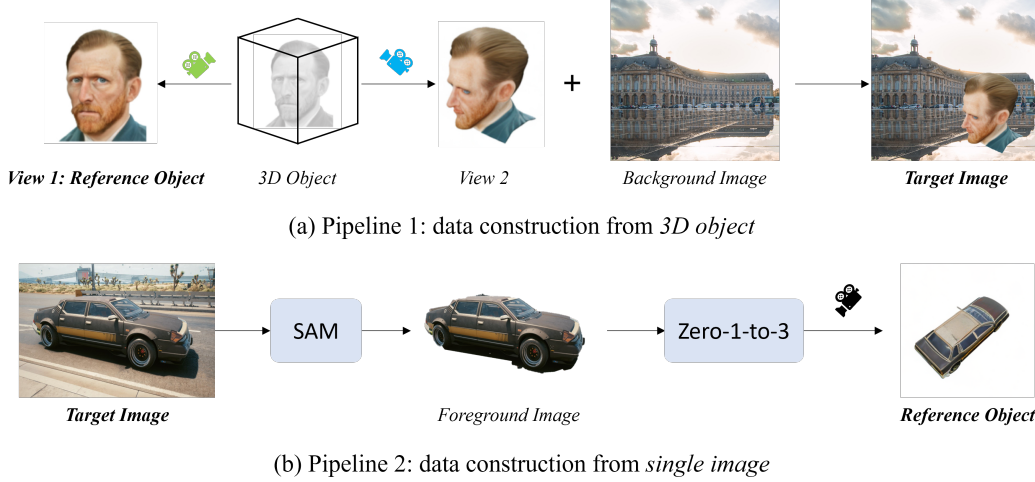 View 1: Reference Object
3D Object
View 2
+
Background Image
Target Image
(a) Pipeline 1: data construction from 3D object
SAM
Zero-1-to-3
Target Image
Foreground Image
Reference Object
(b) Pipeline 2: data construction from single image